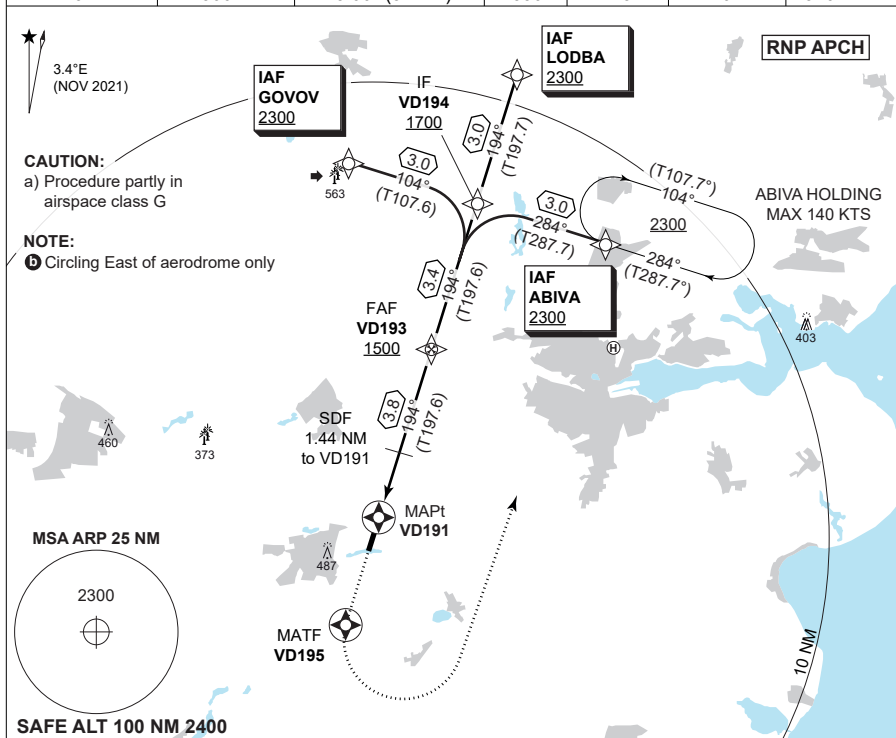 RNP APCH
3.4°E
(NOV 2021)
IAF
GOVOV
2300
IF
VD194
1700
IAF
LODBA
2300
CAUTION:
a) Procedure partly in
airspace class G
NOTE:
b Circling East of aerodrome only
563
3.0
104°
(T107.6)
3.0
194°
(T197.7)
3.0
284°
(T287.7)
(T107.7°)
104°
2300
284°
(T287.7°)
ABIVA HOLDING
MAX 140 KTS
IAF
ABIVA
2300
3.4
194°
(T197.6)
FAF
VD193
1500
H
403
3.8
194°
(T197.6)
SDF
1.44 NM
to VD191
460
373
MAPt
VD191
487
MSA ARP 25 NM
2300
MATF
VD195
10 NM
SAFE ALT 100 NM 2400